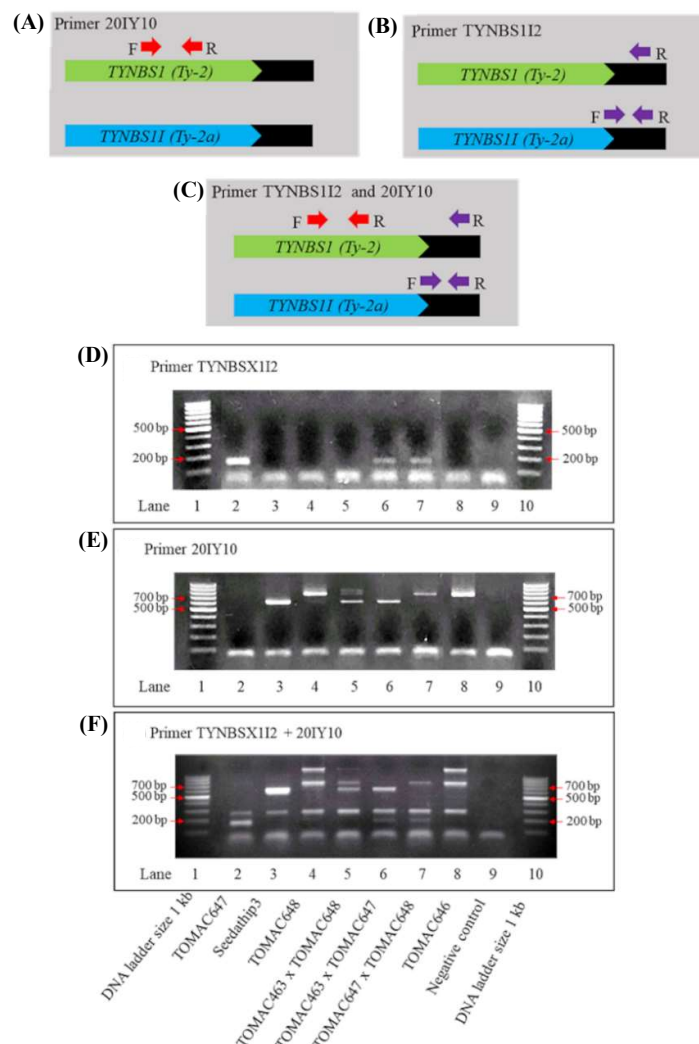 (A)
Primer 20IY10
F R
TYNBS1 (Ty-2)
TYNBS1I (Ty-2a)
(B)
Primer TYNBS1I2
R
TYNBS1 (Ty-2)
F R
TYNBS1I (Ty-2a)
(C)
Primer TYNBS1I2 and 20IY10
F R R
TYNBS1 (Ty-2)
F R
TYNBS1I (Ty-2a)
(D)
Primer TYNBSX1I2
500 bp 500 bp
200 bp 200 bp
Lane 1 2 3 4 5 6 7 8 9 10
(E)
Primer 20IY10
700 bp 700 bp
500 bp 500 bp
Lane 1 2 3 4 5 6 7 8 9 10
(F)
Primer TYNBSX1I2 + 20IY10
700 bp 700 bp
500 bp 500 bp
200 bp 200 bp
Lane 1 2 3 4 5 6 7 8 9 10
DNA ladder size 1 kb
TOMAC647
Seedathip3
TOMAC648
TOMAC463 x TOMAC648
TOMAC463 x TOMAC647
TOMAC647 x TOMAC648
TOMAC646
Negative control
DNA ladder size 1 kb